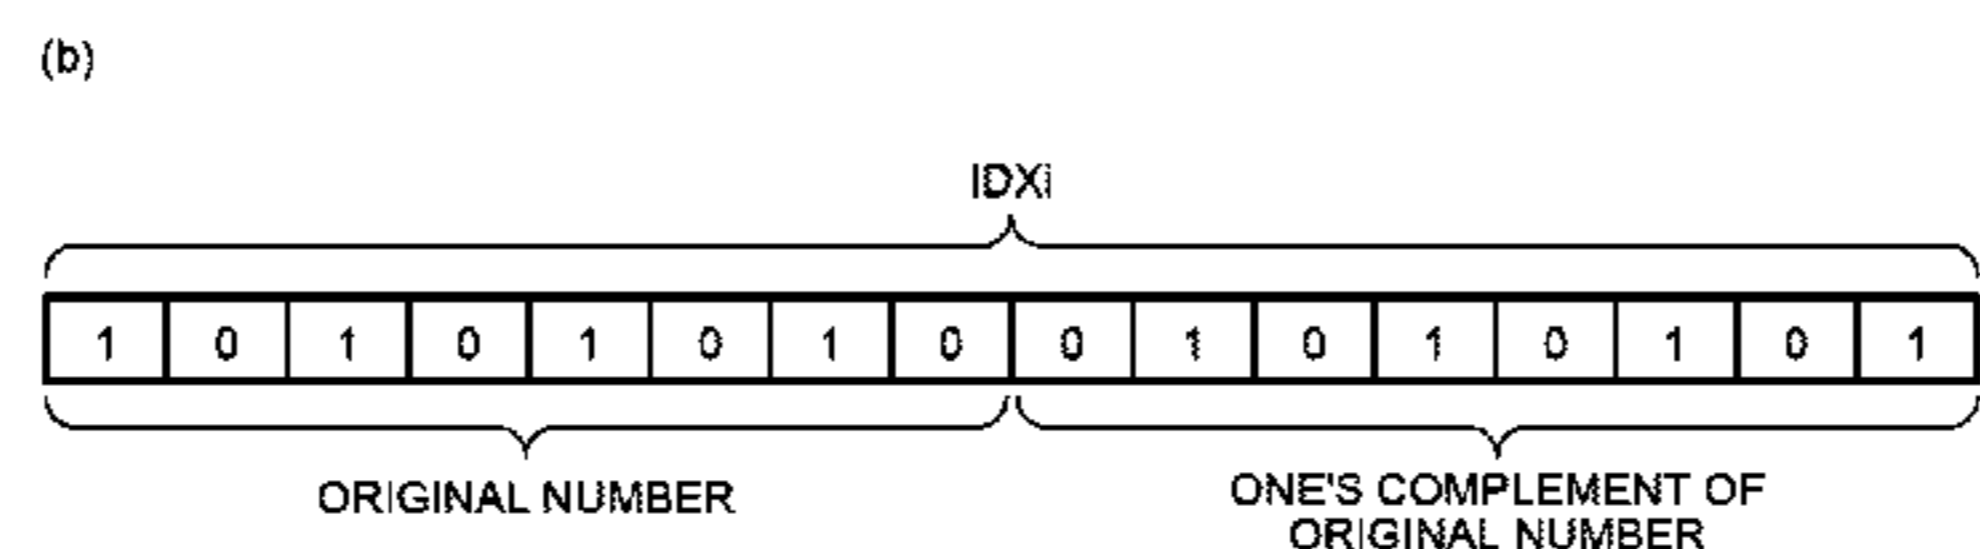 (b)
IDXi
1 0 1 0 1 0 1 0 0 1 0 1 0 1 0 1
ORIGINAL NUMBER
ONE'S COMPLEMENT OF
ORIGINAL NUMBER